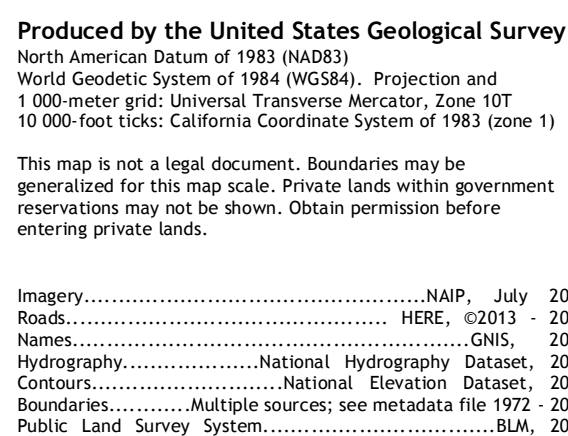 Produced by the United States Geological Survey
North American Datum of 1983 (NAD83)
World Geodetic System of 1984 (WGS84). Projection and
1 000-meter grid: Universal Transverse Mercator, Zone 10T
10 000-foot ticks: California Coordinate System of 1983 (zone 1)
This map is not a legal document. Boundaries may be
generalized for this map scale. Private lands within government
reservations may not be shown. Obtain permission before
entering private lands.
Imagery..................................................NAIP, July 20
Roads............................................... HERE, ©2013 - 20
Names..........................................................GNIS, 20
Hydrography....................National Hydrography Dataset, 20
Contours............................National Elevation Dataset, 20
Boundaries............Multiple sources; see metadata file 1972 - 20
Public Land Survey System..................................BLM, 20